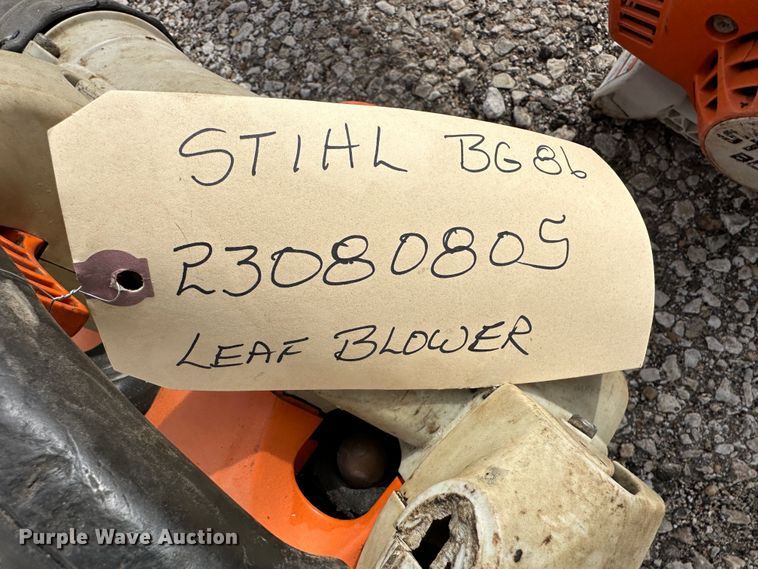 STIHL BG86
23080805
LEAF BLOWER
Purple Wave Auction